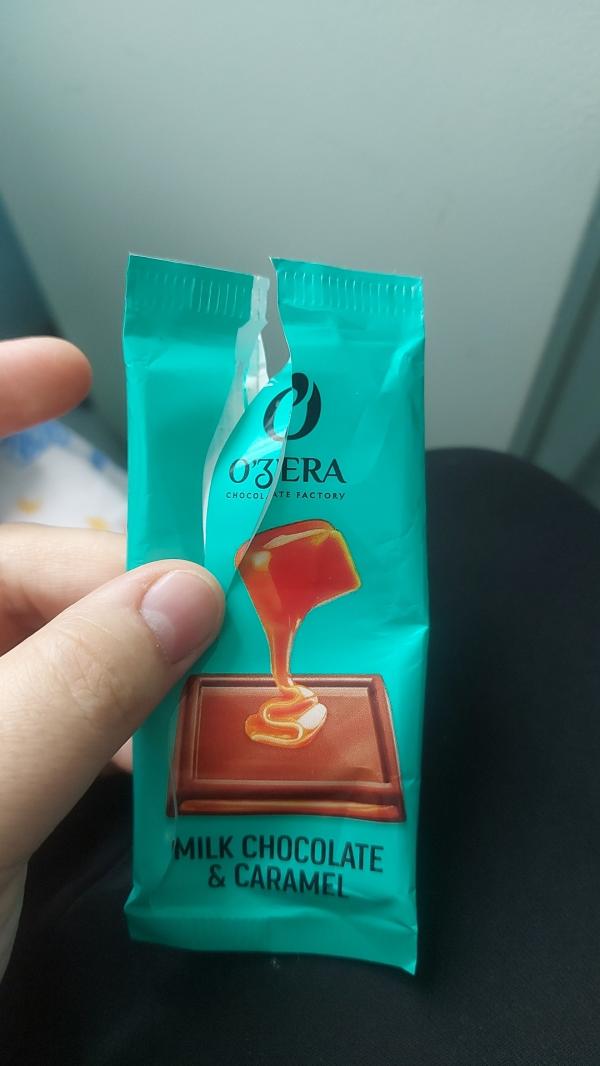 O'ZERA
CHOCOLATE FACTORY
MILK CHOCOLATE
& CARAMEL